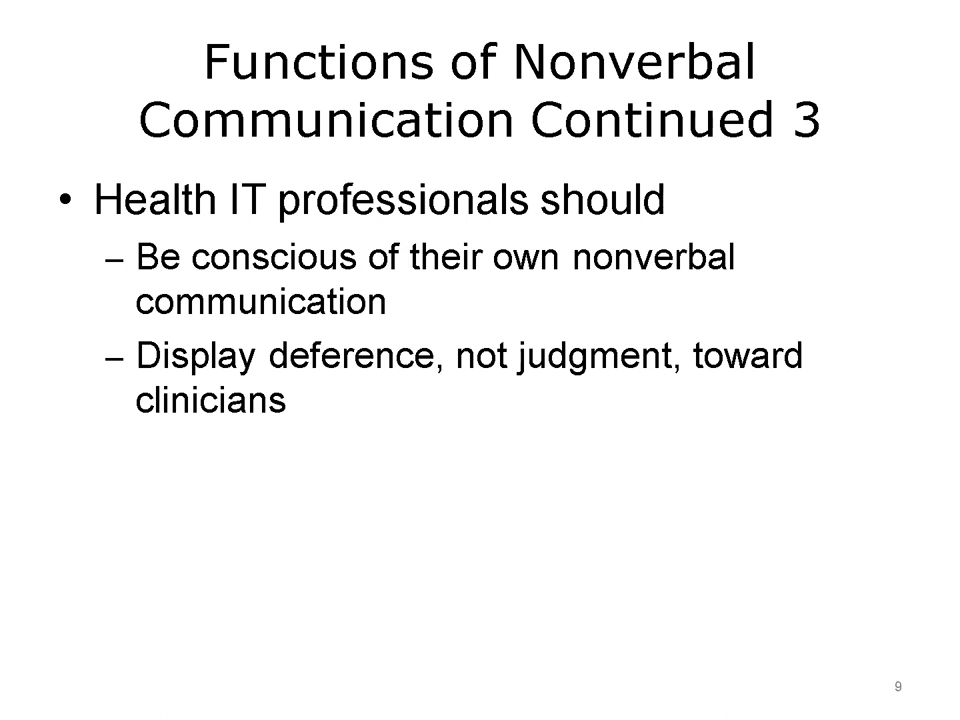 Functions of Nonverbal
Communication Continued 3
• Health IT professionals should
– Be conscious of their own nonverbal
communication
– Display deference, not judgment, toward
clinicians
9